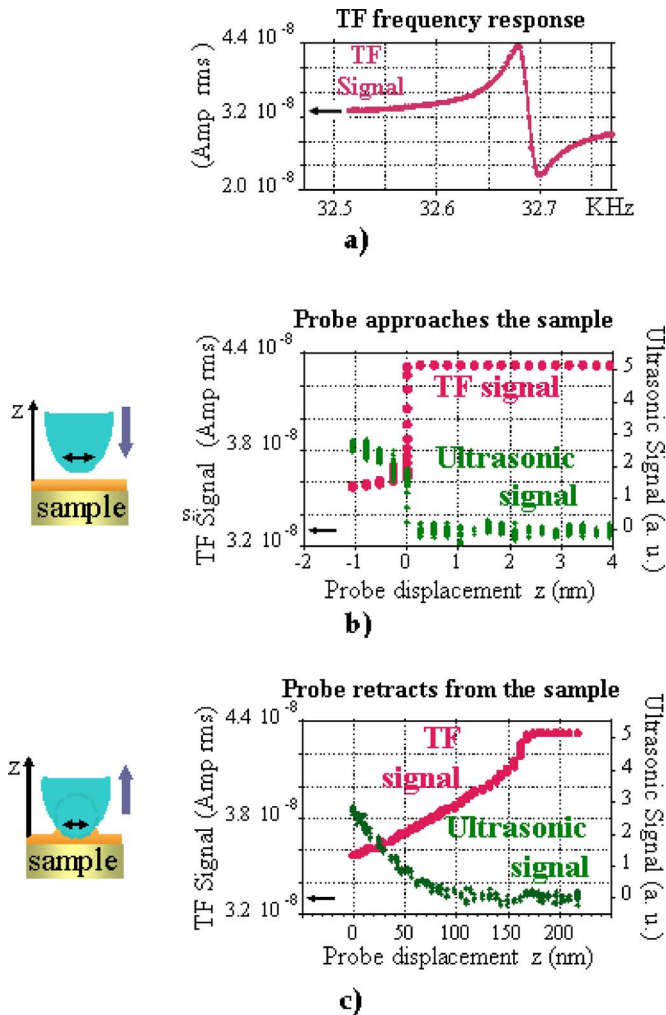 TF frequency response
4.4 10⁻⁸
3.2 10⁻⁸
2.0 10⁻⁸
(Amp rms)
TF
Signal
32.5 32.6 32.7 KHz
a)
Probe approaches the sample
4.4 10⁻⁸
3.8 10⁻⁸
3.2 10⁻⁸
TF Signal (Amp rms)
TF signal
Ultrasonic
signal
5
4
3
2
1
0
Ultrasonic Signal (a. u.)
-2 -1 0 1 2 3 4
Probe displacement z (nm)
z
sample
b)
Probe retracts from the sample
4.4 10⁻⁸
3.8 10⁻⁸
3.2 10⁻⁸
TF Signal (Amp rms)
TF
signal
Ultrasonic
signal
5
4
3
2
1
0
Ultrasonic Signal (a. u.)
0 50 100 150 200
Probe displacement z (nm)
z
sample
c)